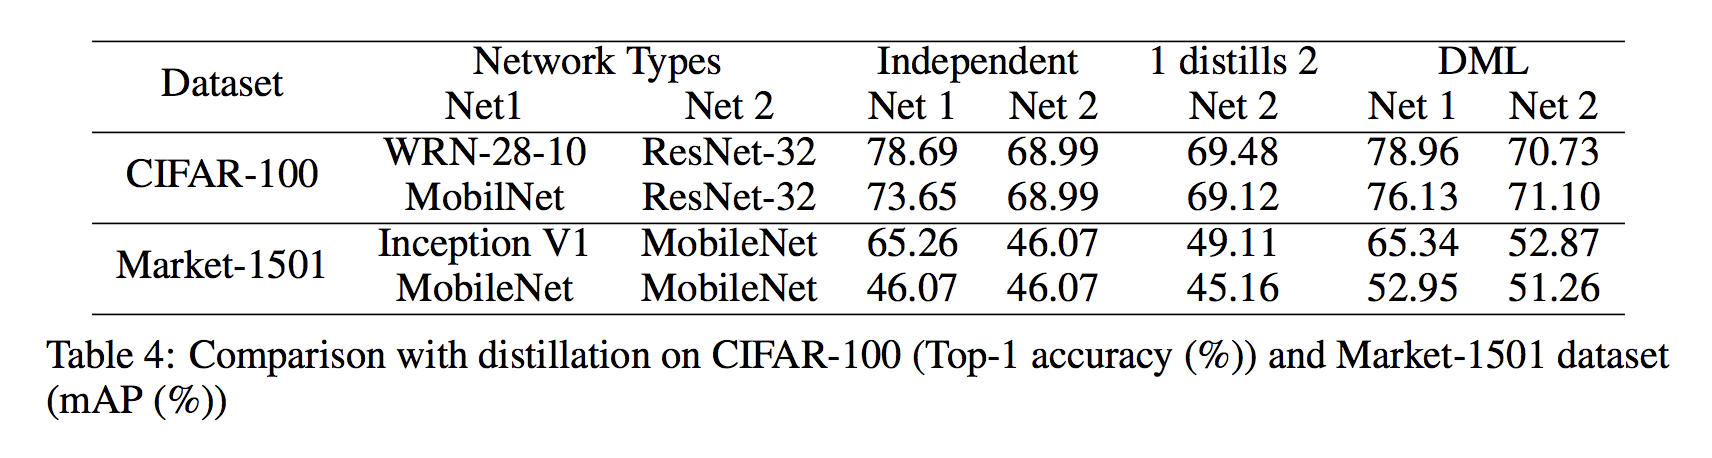 Dataset Network Types Independent 1 distills 2 DML
Net1 Net 2 Net 1 Net 2 Net 2 Net 1 Net 2
CIFAR-100 WRN-28-10 ResNet-32 78.69 68.99 69.48 78.96 70.73
MobilNet ResNet-32 73.65 68.99 69.12 76.13 71.10
Market-1501 Inception V1 MobileNet 65.26 46.07 49.11 65.34 52.87
MobileNet MobileNet 46.07 46.07 45.16 52.95 51.26
Table 4: Comparison with distillation on CIFAR-100 (Top-1 accuracy (%)) and Market-1501 dataset
(mAP (%))